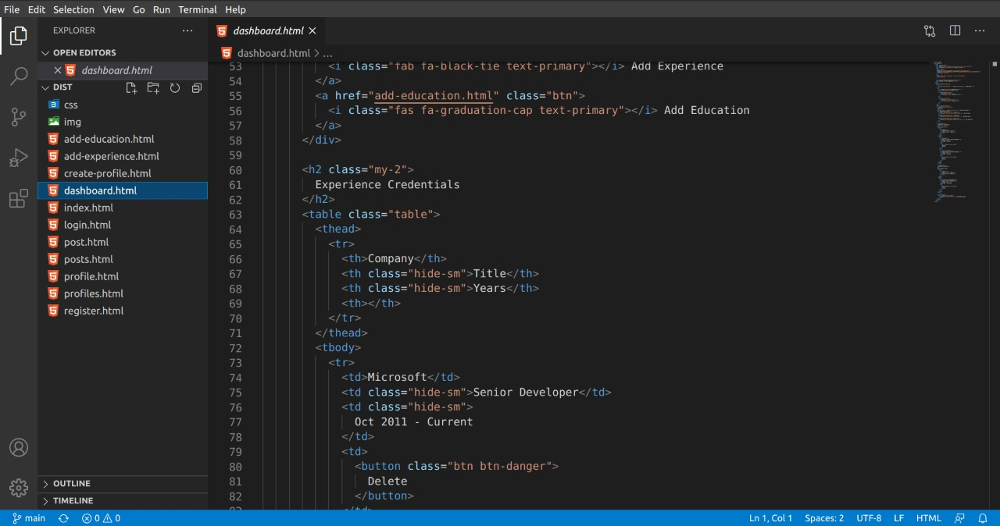 File Edit Selection View Go Run Terminal Help
EXPLORER
OPEN EDITORS
dashboard.html
DIST
css
img
add-education.html
add-experience.html
create-profile.html
dashboard.html
index.html
login.html
post.html
posts.html
profile.html
profiles.html
register.html
OUTLINE
TIMELINE
dashboard.html
dashboard.html > ...
53 <i class="fab fa-black-tie text-primary"></i> Add Experience
54 </a>
55 <a href="add-education.html" class="btn">
56 <i class="fas fa-graduation-cap text-primary"></i> Add Education
57 </a>
58 </div>
59
60 <h2 class="my-2">
61 Experience Credentials
62 </h2>
63 <table class="table">
64 <thead>
65 <tr>
66 <th>Company</th>
67 <th class="hide-sm">Title</th>
68 <th class="hide-sm">Years</th>
69 <th></th>
70 </tr>
71 </thead>
72 <tbody>
73 <tr>
74 <td>Microsoft</td>
75 <td class="hide-sm">Senior Developer</td>
76 <td class="hide-sm">
77 Oct 2011 - Current
78 </td>
79 <td>
80 <button class="btn btn-danger">
81 Delete
82 </button>
83 </td>
main 0 0 Ln 1, Col 1 Spaces: 2 UTF-8 LF HTML